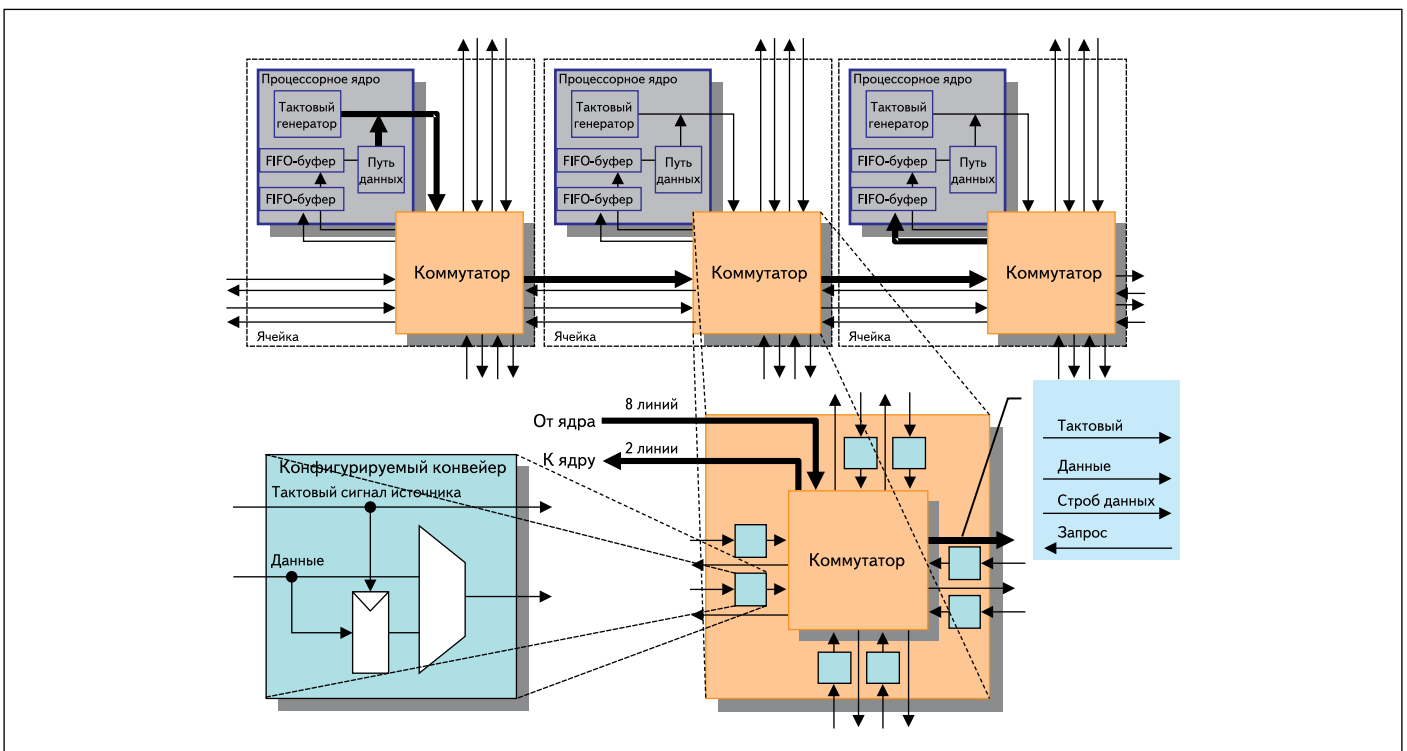 Процессорное ядро
Тактовый
генератор
FIFO-буфер
Путь
данных
FIFO-буфер
Коммутатор
Ячейка
Процессорное ядро
Тактовый
генератор
FIFO-буфер
Путь
данных
FIFO-буфер
Коммутатор
Ячейка
Процессорное ядро
Тактовый
генератор
FIFO-буфер
Путь
данных
FIFO-буфер
Коммутатор
Ячейка
От ядра
8 линий
К ядру
2 линии
Коммутатор
Тактовый
Данные
Строб данных
Запрос
Конфигурируемый конвейер
Тактовый сигнал источника
Данные